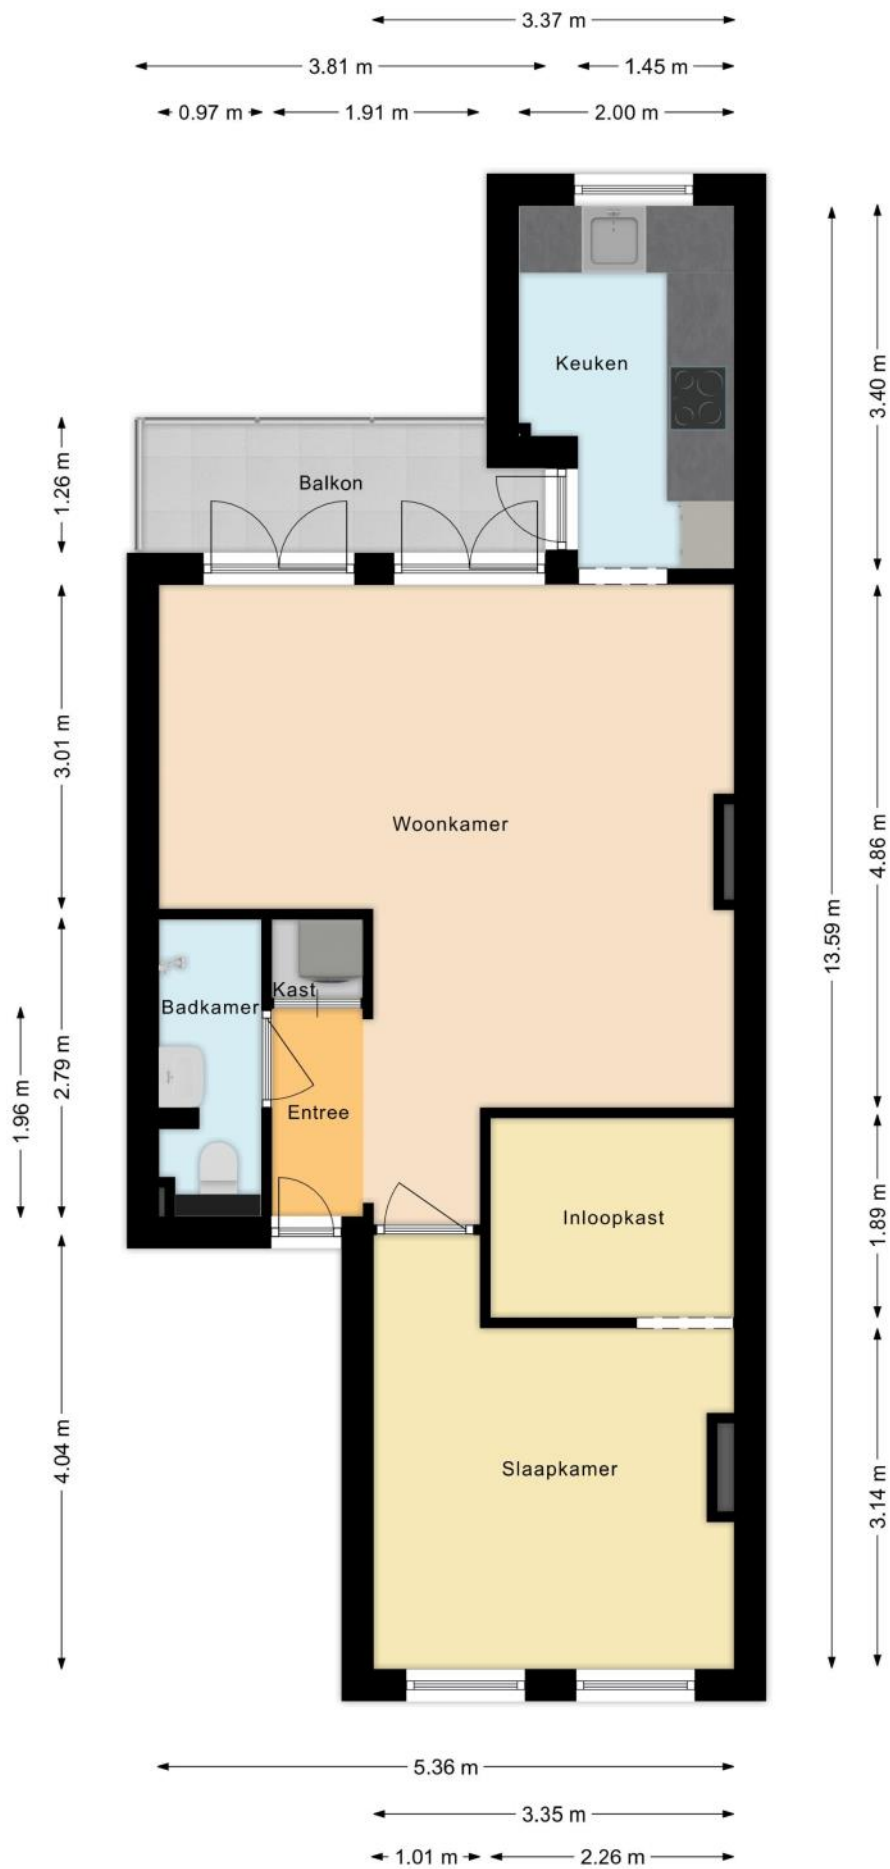 3.37 m
3.81 m
1.45 m
0.97 m
1.91 m
2.00 m
Keuken
3.40 m
1.26 m
Balkon
3.01 m
Woonkamer
4.86 m
13.59 m
Kast
Badkamer
2.79 m
1.96 m
Entree
Inloopkast
1.89 m
4.04 m
Slaapkamer
3.14 m
5.36 m
3.35 m
1.01 m
2.26 m